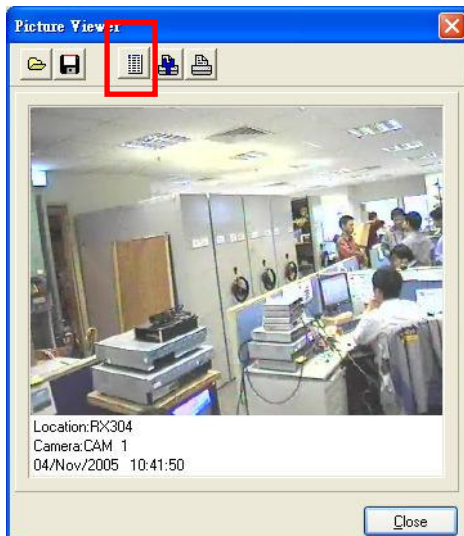 Picture Viewer
Location:RX304
Camera:CAM 1
04/Nov/2005 10:41:50
Close